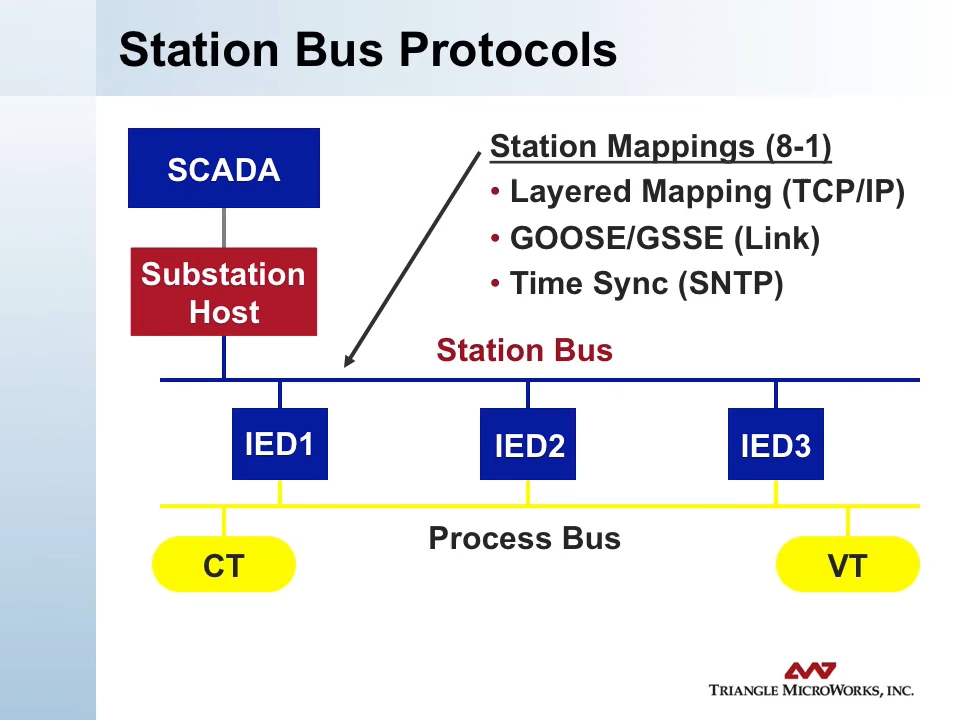 Station Bus Protocols
SCADA
Substation
Host
Station Mappings (8-1)
• Layered Mapping (TCP/IP)
• GOOSE/GSSE (Link)
• Time Sync (SNTP)
Station Bus
IED1
IED2
IED3
Process Bus
CT
VT
TRIANGLE MICROWORKS, INC.